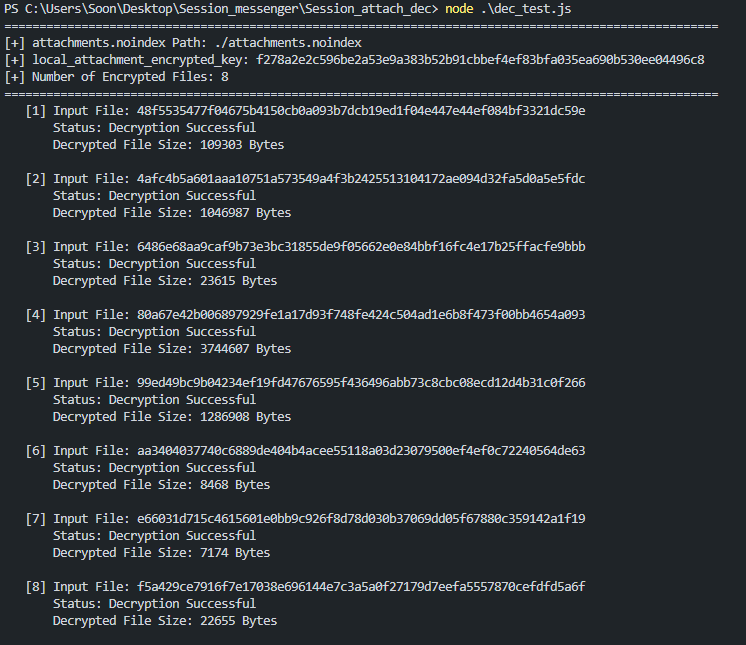 PS C:\Users\Soon\Desktop\Session_messenger\Session_attach_dec> node .\dec_test.js
==========================================================================================
[+] attachments.noindex Path: ./attachments.noindex
[+] local_attachment_encrypted_key: f278a2e2c596be2a53e9a383b52b91cbbef4ef83bfa035ea690b530ee04496c8
[+] Number of Encrypted Files: 8
==========================================================================================
[1] Input File: 48f5535477f04675b4150cb0a093b7dcb19ed1f04e447e44ef084bf3321dc59e
Status: Decryption Successful
Decrypted File Size: 109303 Bytes
[2] Input File: 4afc4b5a601aaa10751a573549a4f3b2425513104172ae094d32fa5d0a5e5fdc
Status: Decryption Successful
Decrypted File Size: 1046987 Bytes
[3] Input File: 6486e68aa9caf9b73e3bc31855de9f05662e0e84bbf16fc4e17b25ffacfe9bbb
Status: Decryption Successful
Decrypted File Size: 23615 Bytes
[4] Input File: 80a67e42b006897929fe1a17d93f748fe424c504ad1e6b8f473f00bb4654a093
Status: Decryption Successful
Decrypted File Size: 3744607 Bytes
[5] Input File: 99ed49bc9b04234ef19fd47676595f436496abb73c8cbc08ecd12d4b31c0f266
Status: Decryption Successful
Decrypted File Size: 1286908 Bytes
[6] Input File: aa3404037740c6889de404b4acee55118a03d23079500ef4ef0c72240564de63
Status: Decryption Successful
Decrypted File Size: 8468 Bytes
[7] Input File: e66031d715c4615601e0bb9c926f8d78d030b37069dd05f67880c359142a1f19
Status: Decryption Successful
Decrypted File Size: 7174 Bytes
[8] Input File: f5a429ce7916f7e17038e696144e7c3a5a0f27179d7eefa5557870cefdfd5a6f
Status: Decryption Successful
Decrypted File Size: 22655 Bytes